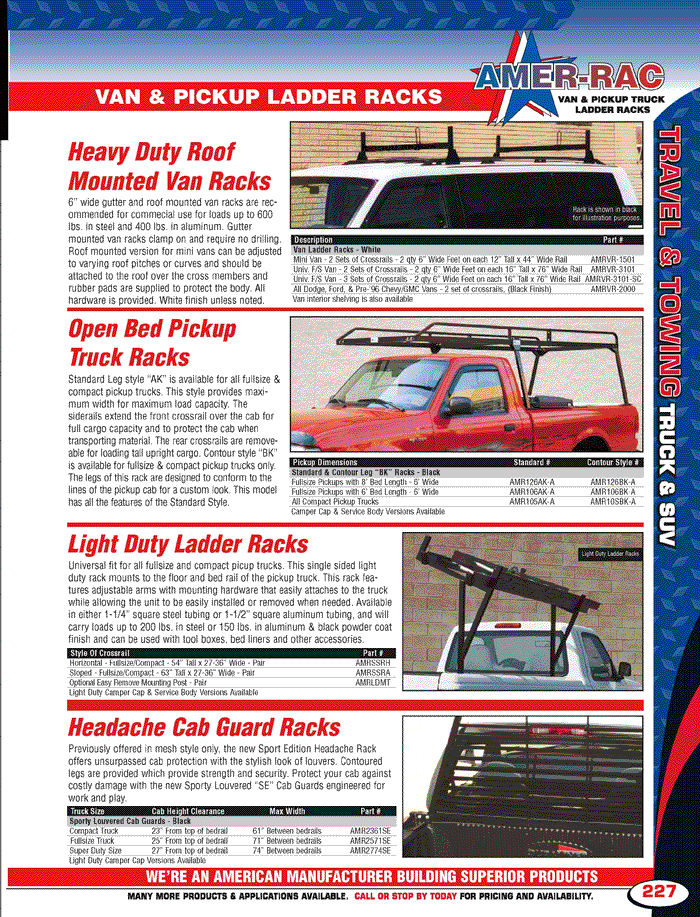 AMER-RAC
VAN & PICKUP TRUCK
LADDER RACKS
VAN & PICKUP LADDER RACKS
TRAVEL & TOWING TRUCK & SUV
Heavy Duty Roof
Mounted Van Racks
6" wide gutter and roof mounted van racks are rec-
ommended for commecial use for loads up to 600
lbs. in steel and 400 lbs. in aluminum. Gutter
mounted van racks clamp on and require no drilling.
Roof mounted version for mini vans can be adjusted
to varying roof pitches or curves and should be
attached to the roof over the cross members and
rubber pads are supplied to protect the body. All
hardware is provided. White finish unless noted.
Rack is shown in black
for illustration purposes.
Description Part #
Van Ladder Racks - White
Mini Van - 2 Sets of Crossrails - 2 qty 6" Wide Feet on each 12" Tall x 44" Wide Rail AMRVR-1501
Univ. F/S Van - 2 Sets of Crossrails - 2 qty 6" Wide Feet on each 16" Tall x 76" Wide Rail AMRVR-3101
Univ. F/S Van - 3 Sets of Crossrails - 2 qty 6" Wide Feet on each 16" Tall x 76" Wide Rail AMRVR-3101-SC
All Dodge, Ford, & Pre-'96 Chevy/GMC Vans - 2 set of crossrails, (Black Finish) AMRVR-2000
Van interior shelving is also available
Open Bed Pickup
Truck Racks
Standard Leg style "AK" is available for all fullsize &
compact pickup trucks. This style provides maxi-
mum width for maximum load capacity. The
siderails extend the front crossrail over the cab for
full cargo capacity and to protect the cab when
transporting material. The rear crossrails are remove-
able for loading tall upright cargo. Contour style "BK"
is available for fullsize & compact pickup trucks only.
The legs of this rack are designed to conform to the
lines of the pickup cab for a custom look. This model
has all the features of the Standard Style.
Pickup Dimensions Standard # Contour Style #
Standard & Contour Leg "BK" Racks - Black
Fullsize Pickups with 8' Bed Length - 6' Wide AMR126AK-A AMR126BK-A
Fullsize Pickups with 6' Bed Length - 6' Wide AMR106AK-A AMR106BK-A
All Compact Pickup Trucks AMR105AK-A AMR105BK-A
Camper Cap & Service Body Versions Available
Light Duty Ladder Racks
Universal fit for all fullsize and compact picup trucks. This single sided light
duty rack mounts to the floor and bed rail of the pickup truck. This rack fea-
tures adjustable arms with mounting hardware that easily attaches to the truck
while allowing the unit to be easily installed or removed when needed. Available
in either 1-1/4" square steel tubing or 1-1/2" square aluminum tubing, and will
carry loads up to 200 lbs. in steel or 150 lbs. in aluminum & black powder coat
finish and can be used with tool boxes, bed liners and other accessories.
Light Duty Ladder Racks
Style Of Crossrail Part #
Horizontal - Fullsize/Compact - 54" Tall x 27-36" Wide - Pair AMRSSRH
Sloped - Fullsize/Compact - 63" Tall x 27-36" Wide - Pair AMRSSRA
Optional Easy Remove Mounting Post - Pair AMRLDMT
Light Duty Camper Cap & Service Body Versions Available
Headache Cab Guard Racks
Previously offered in mesh style only, the new Sport Edition Headache Rack
offers unsurpassed cab protection with the stylish look of louvers. Contoured
legs are provided which provide strength and security. Protect your cab against
costly damage with the new Sporty Louvered "SE" Cab Guards engineered for
work and play.
Truck Size Cab Height Clearance Max Width Part #
Sporty Louvered Cab Guards - Black
Compact Truck 23" From top of bedrail 61" Between bedrails AMR2361SE
Fullsize Truck 25" From top of bedrail 71" Between bedrails AMR2571SE
Super Duty Size 27" From top of bedrail 74" Between bedrails AMR2774SE
Light Duty Camper Cap Versions Available
WE'RE AN AMERICAN MANUFACTURER BUILDING SUPERIOR PRODUCTS
MANY MORE PRODUCTS & APPLICATIONS AVAILABLE. CALL OR STOP BY TODAY FOR PRICING AND AVAILABILITY.
227